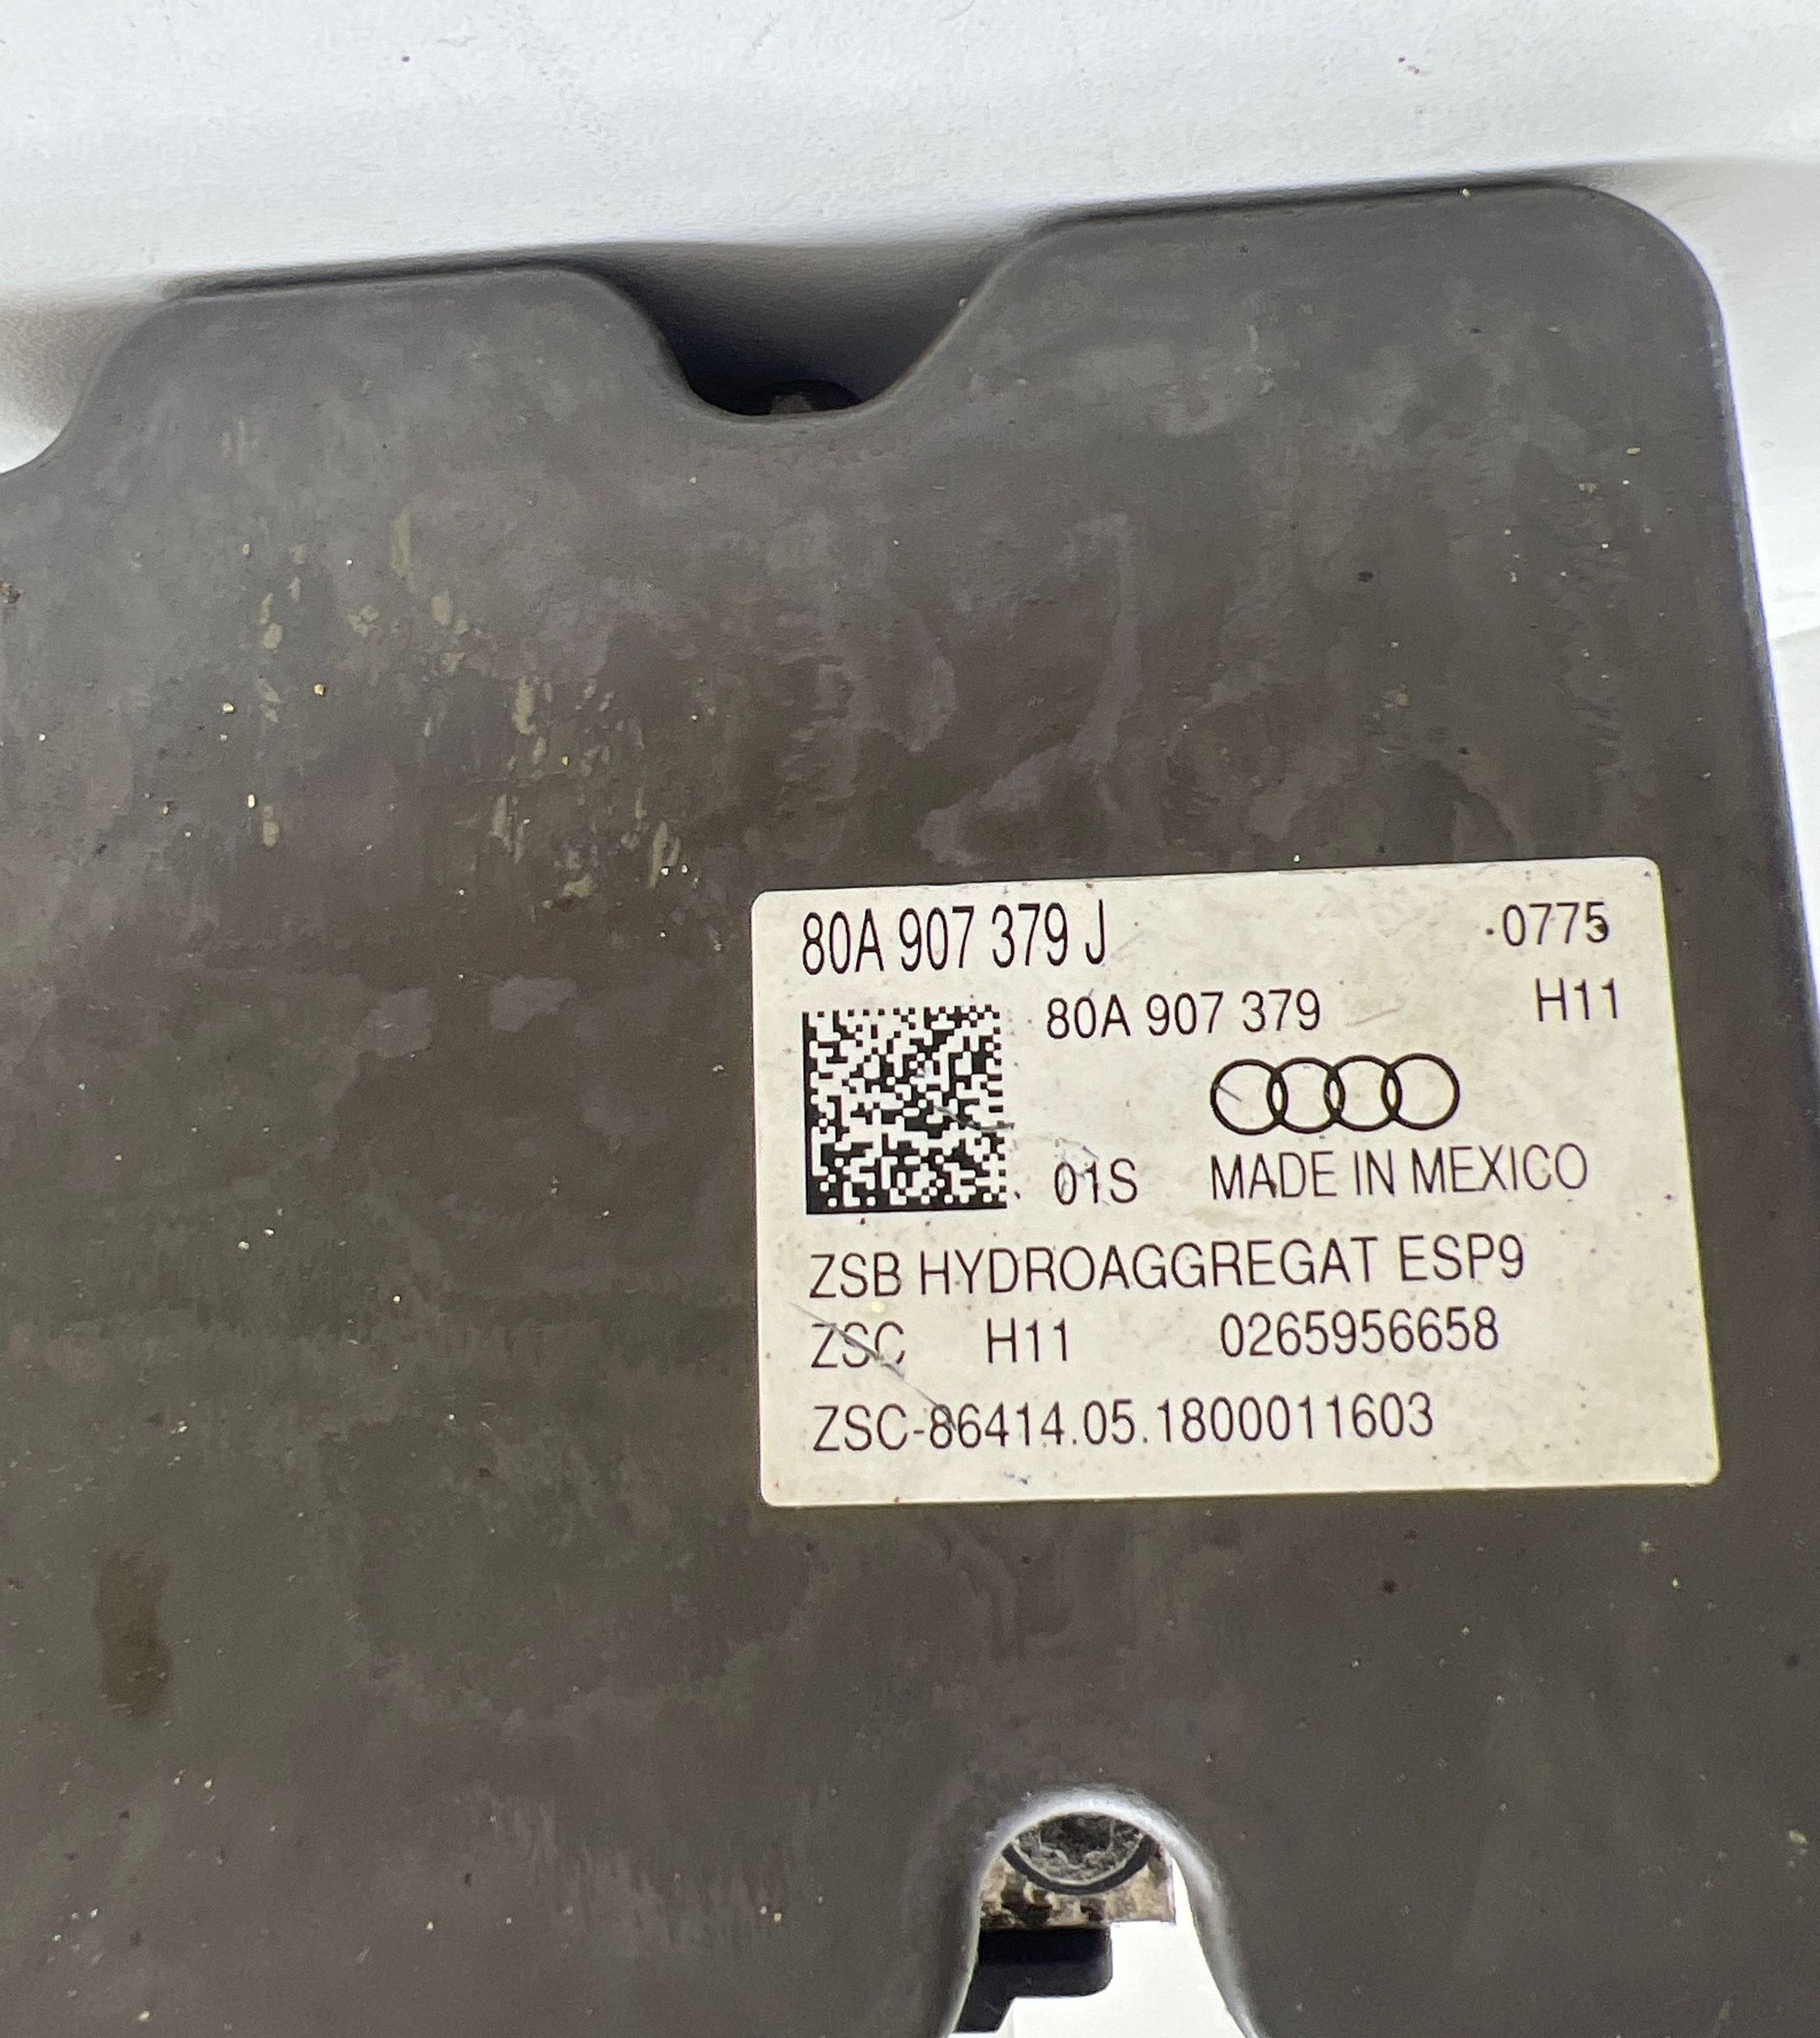 80A 907 379 J 0775
80A 907 379 H11
01S MADE IN MEXICO
ZSB HYDROAGGREGAT ESP9
ZSC H11 0265956658
ZSC-86414.05.1800011603